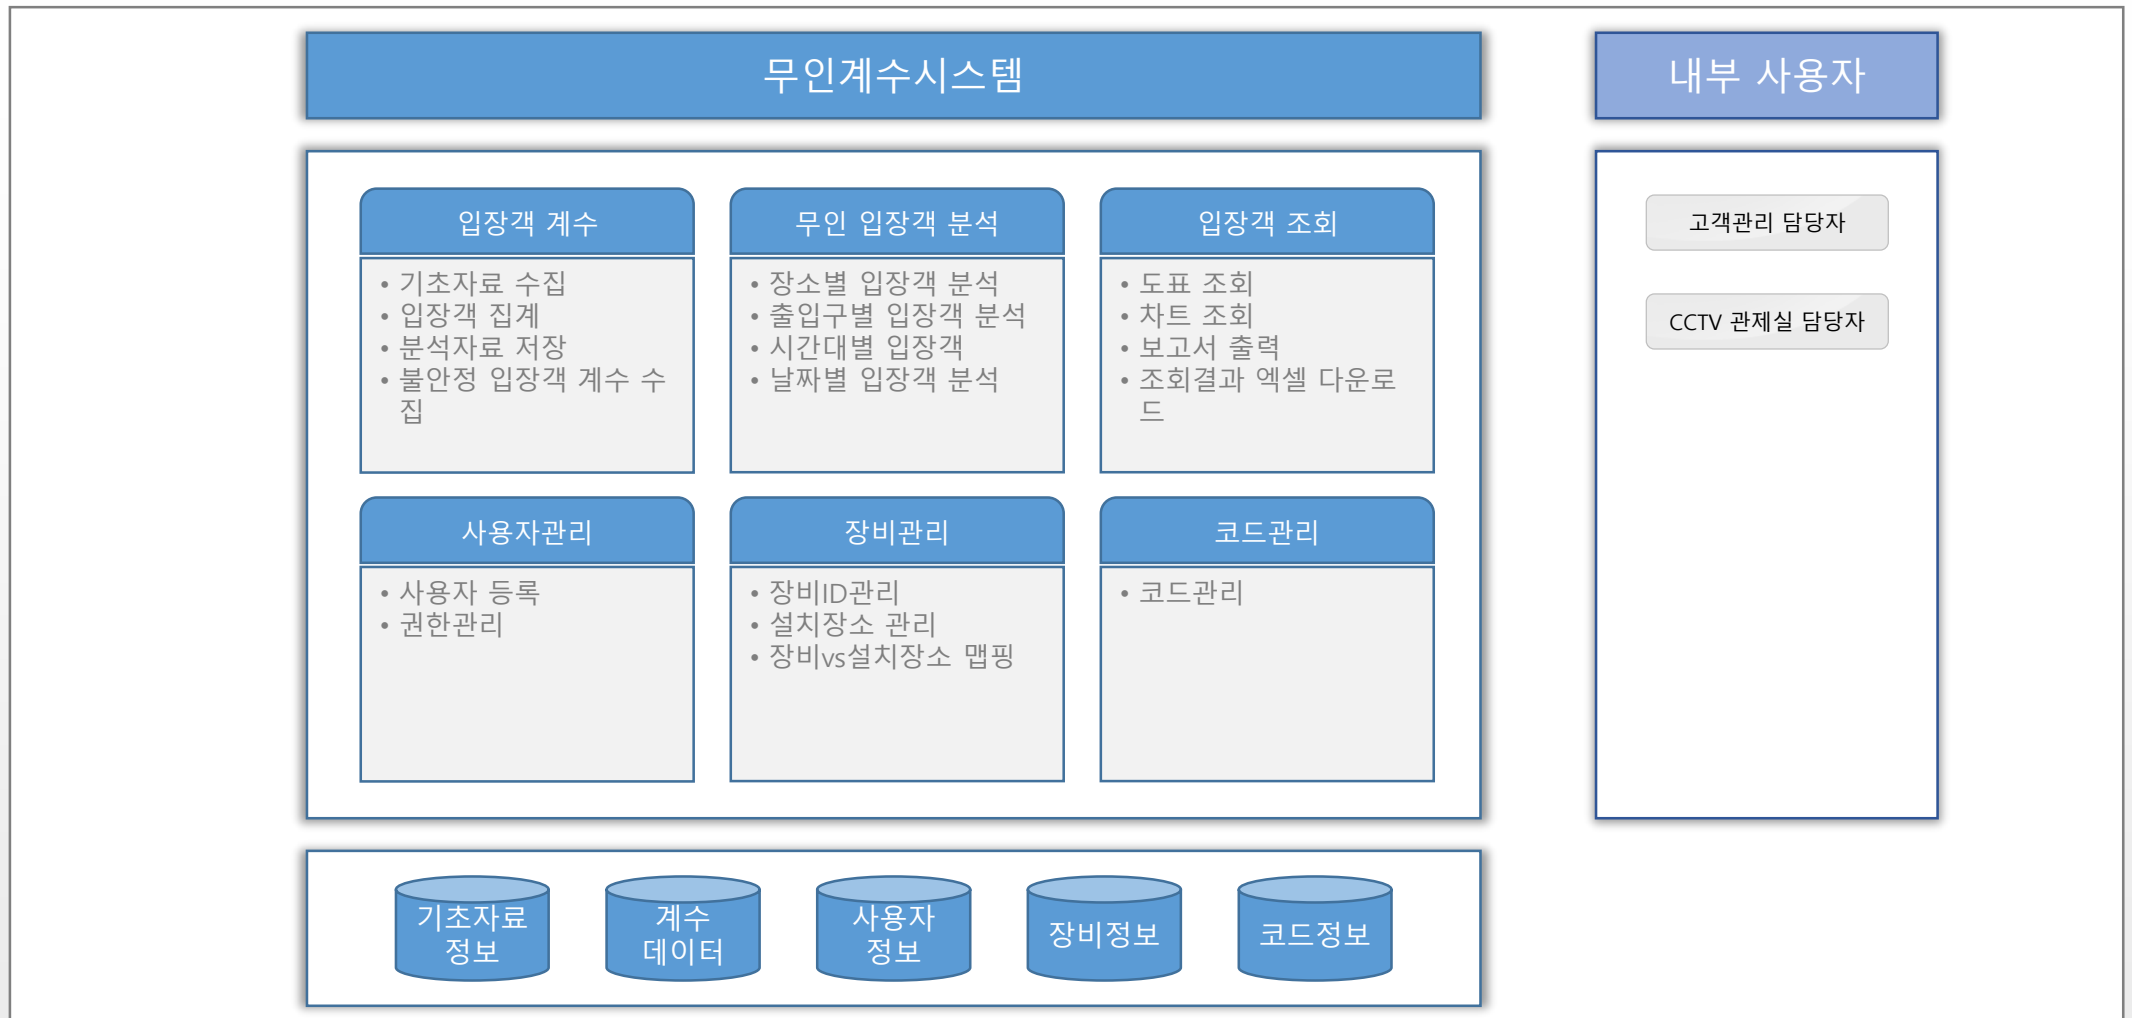 무인계수시스템
내부 사용자
입장객 계수
• 기초자료 수집
• 입장객 집계
• 분석자료 저장
• 불안정 입장객 계수 수
집
무인 입장객 분석
• 장소별 입장객 분석
• 출입구별 입장객 분석
• 시간대별 입장객
• 날짜별 입장객 분석
입장객 조회
• 도표 조회
• 차트 조회
• 보고서 출력
• 조회결과 엑셀 다운로
드
고객관리 담당자
CCTV 관제실 담당자
사용자관리
• 사용자 등록
• 권한관리
장비관리
• 장비ID관리
• 설치장소 관리
• 장비vs설치장소 맵핑
코드관리
• 코드관리
기초자료
정보
계수
데이터
사용자
정보
장비정보
코드정보